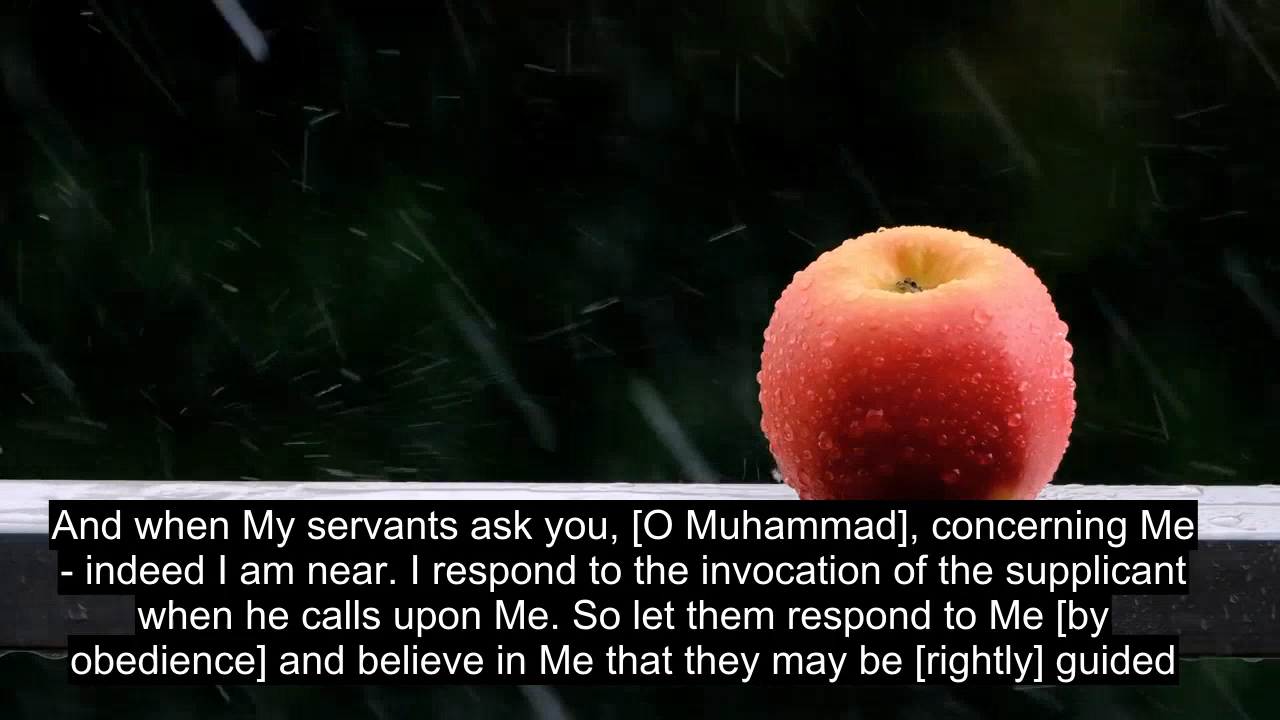 And when My servants ask you, [O Muhammad], concerning Me
- indeed I am near. I respond to the invocation of the supplicant
when he calls upon Me. So let them respond to Me [by
obedience] and believe in Me that they may be [rightly] guided